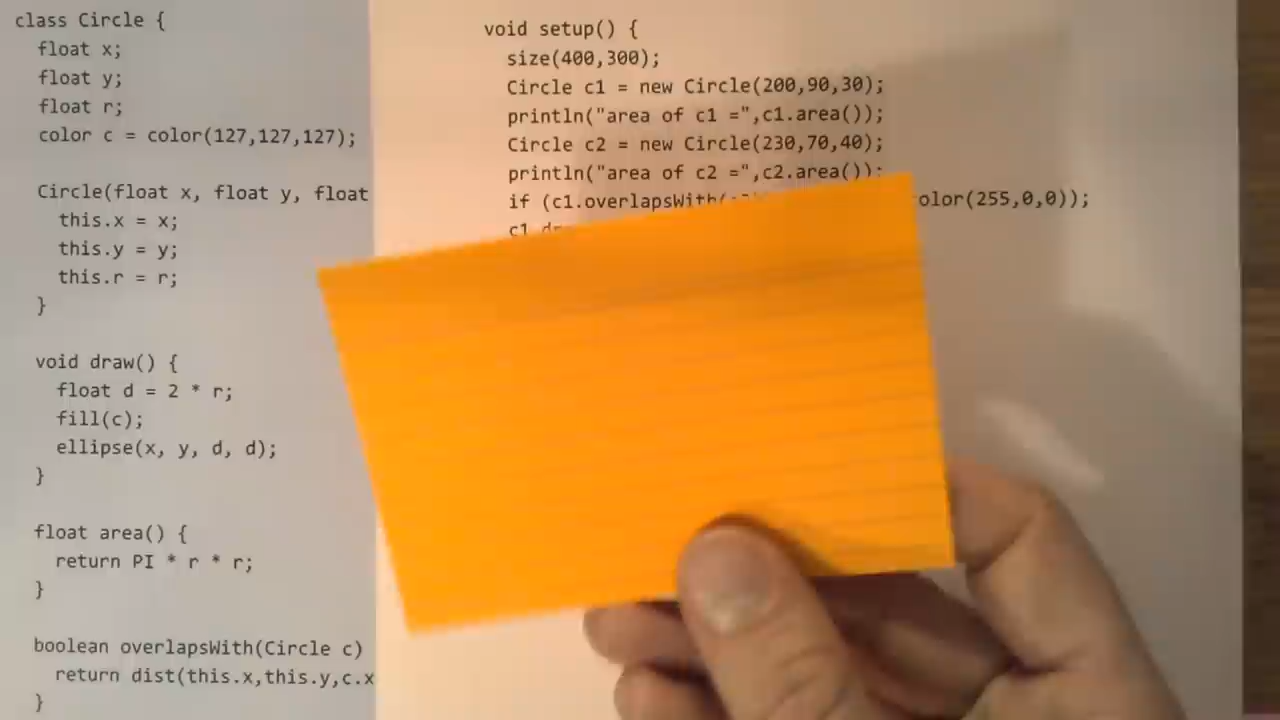 class Circle {
float x;
float y;
float r;
color c = color(127,127,127);
Circle(float x, float y, float
this.x = x;
this.y = y;
this.r = r;
}
void draw() {
float d = 2 * r;
fill(c);
ellipse(x, y, d, d);
}
float area() {
return PI * r * r;
}
boolean overlapsWith(Circle c)
return dist(this.x,this.y,c.x
}
void setup() {
size(400,300);
Circle c1 = new Circle(200,90,30);
println("area of c1 =",c1.area());
Circle c2 = new Circle(230,70,40);
println("area of c2 =",c2.area());
if (c1.overlapsWith( olor(255,0,0));
c1